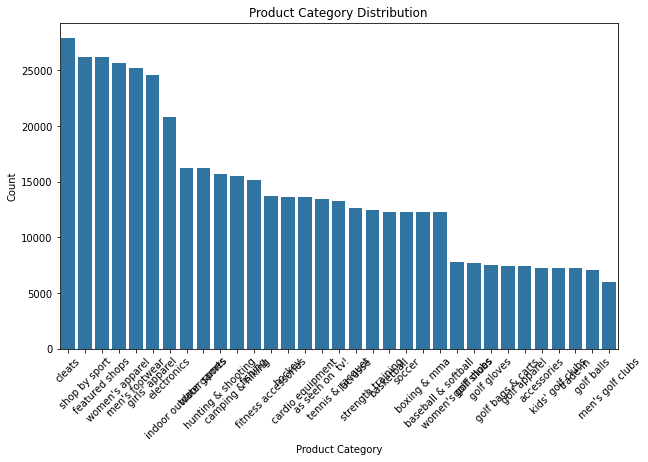 Product Category Distribution
25000
20000
15000
10000
5000
0
Count
cleats
shop by sport
featured shops
women's apparel
men's footwear
girls' apparel
electronics
indoor outdoor games
water sports
hunting & shooting
camping & hiking
fishing
fitness accessories
hockey
cardio equipment
as seen on tv!
tennis & racquet
lacrosse
strength training
basketball
soccer
boxing & mma
baseball & softball
women's golf clubs
golf shoes
golf gloves
golf bags & carts
golf apparel
accessories
kids' golf clubs
trade-in
golf balls
men's golf clubs
Product Category